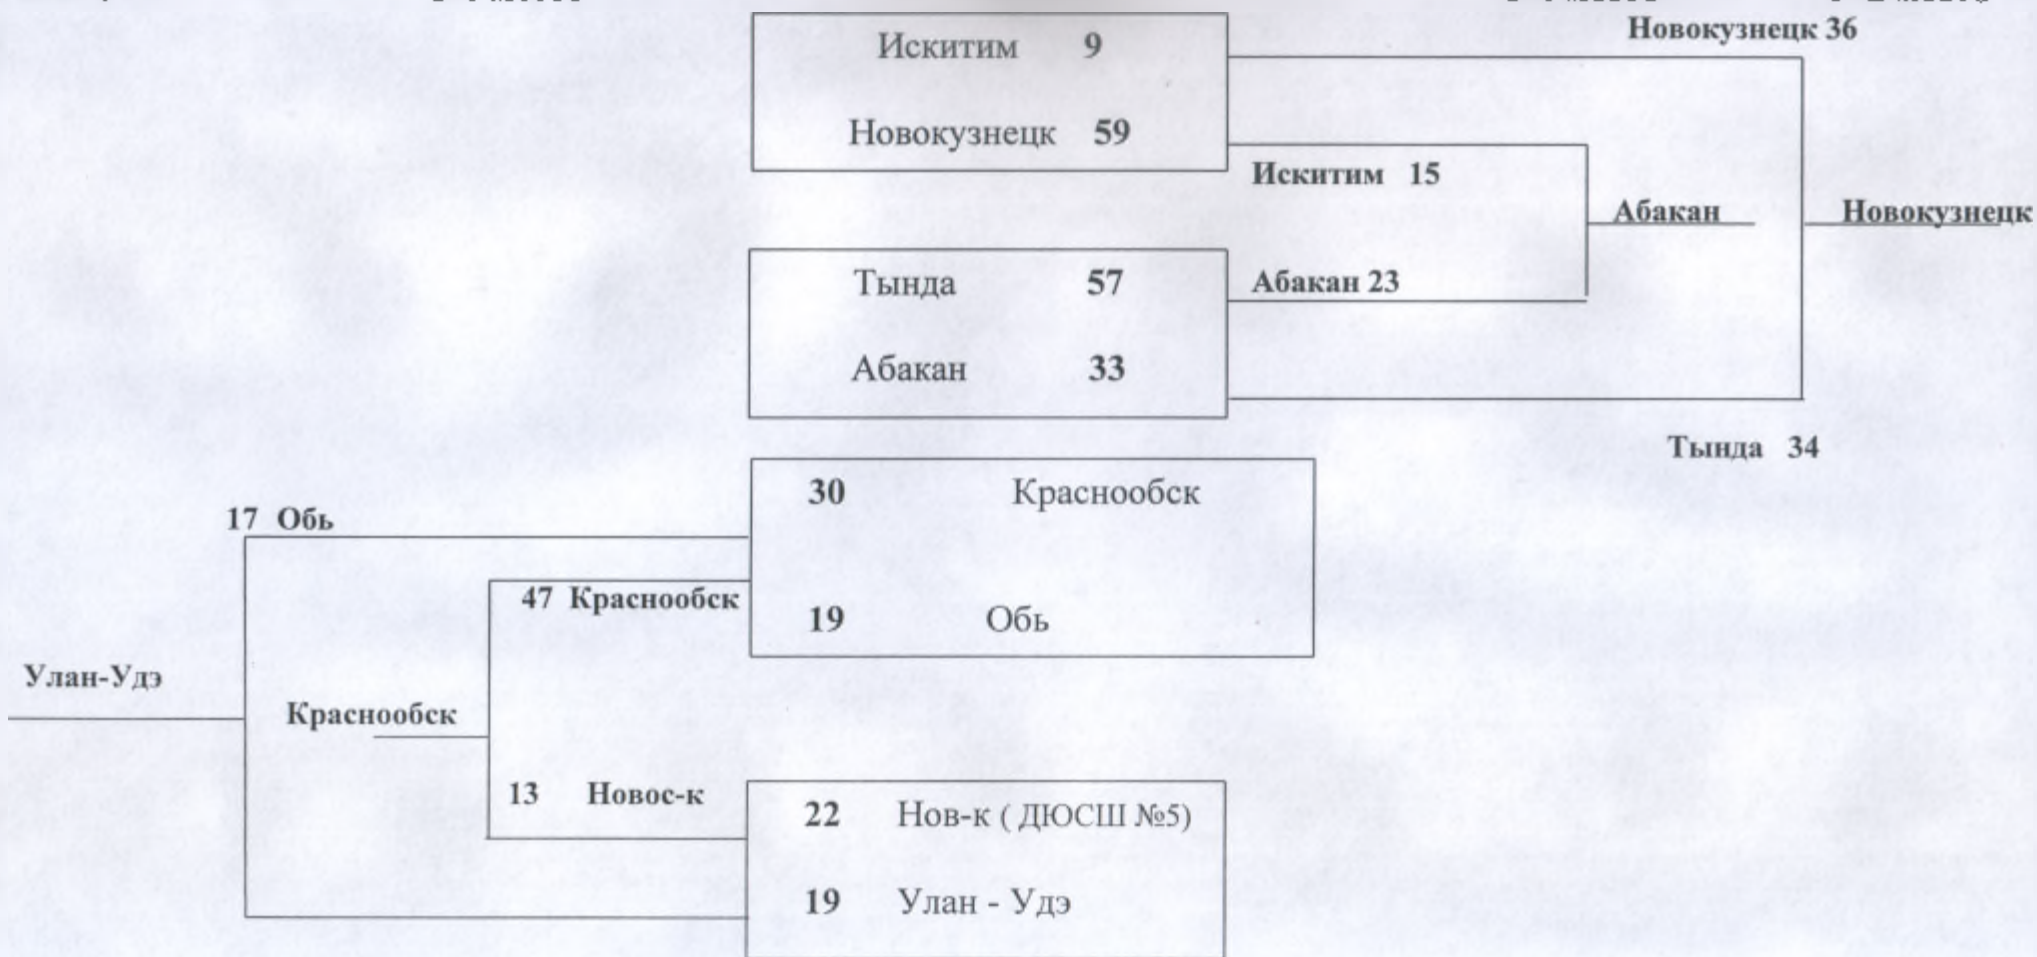 Новокузнецк 36
Искитим 9
Новокузнецк 59
Искитим 15
Абакан
Новокузнецк
Тында 57
Абакан 23
Абакан 33
Тында 34
30 Краснообск
17 Обь
47 Краснообск
19 Обь
Улан-Удэ
Краснообск
13 Новос-к
22 Нов-к ( ДЮСШ №5)
19 Улан - Удэ